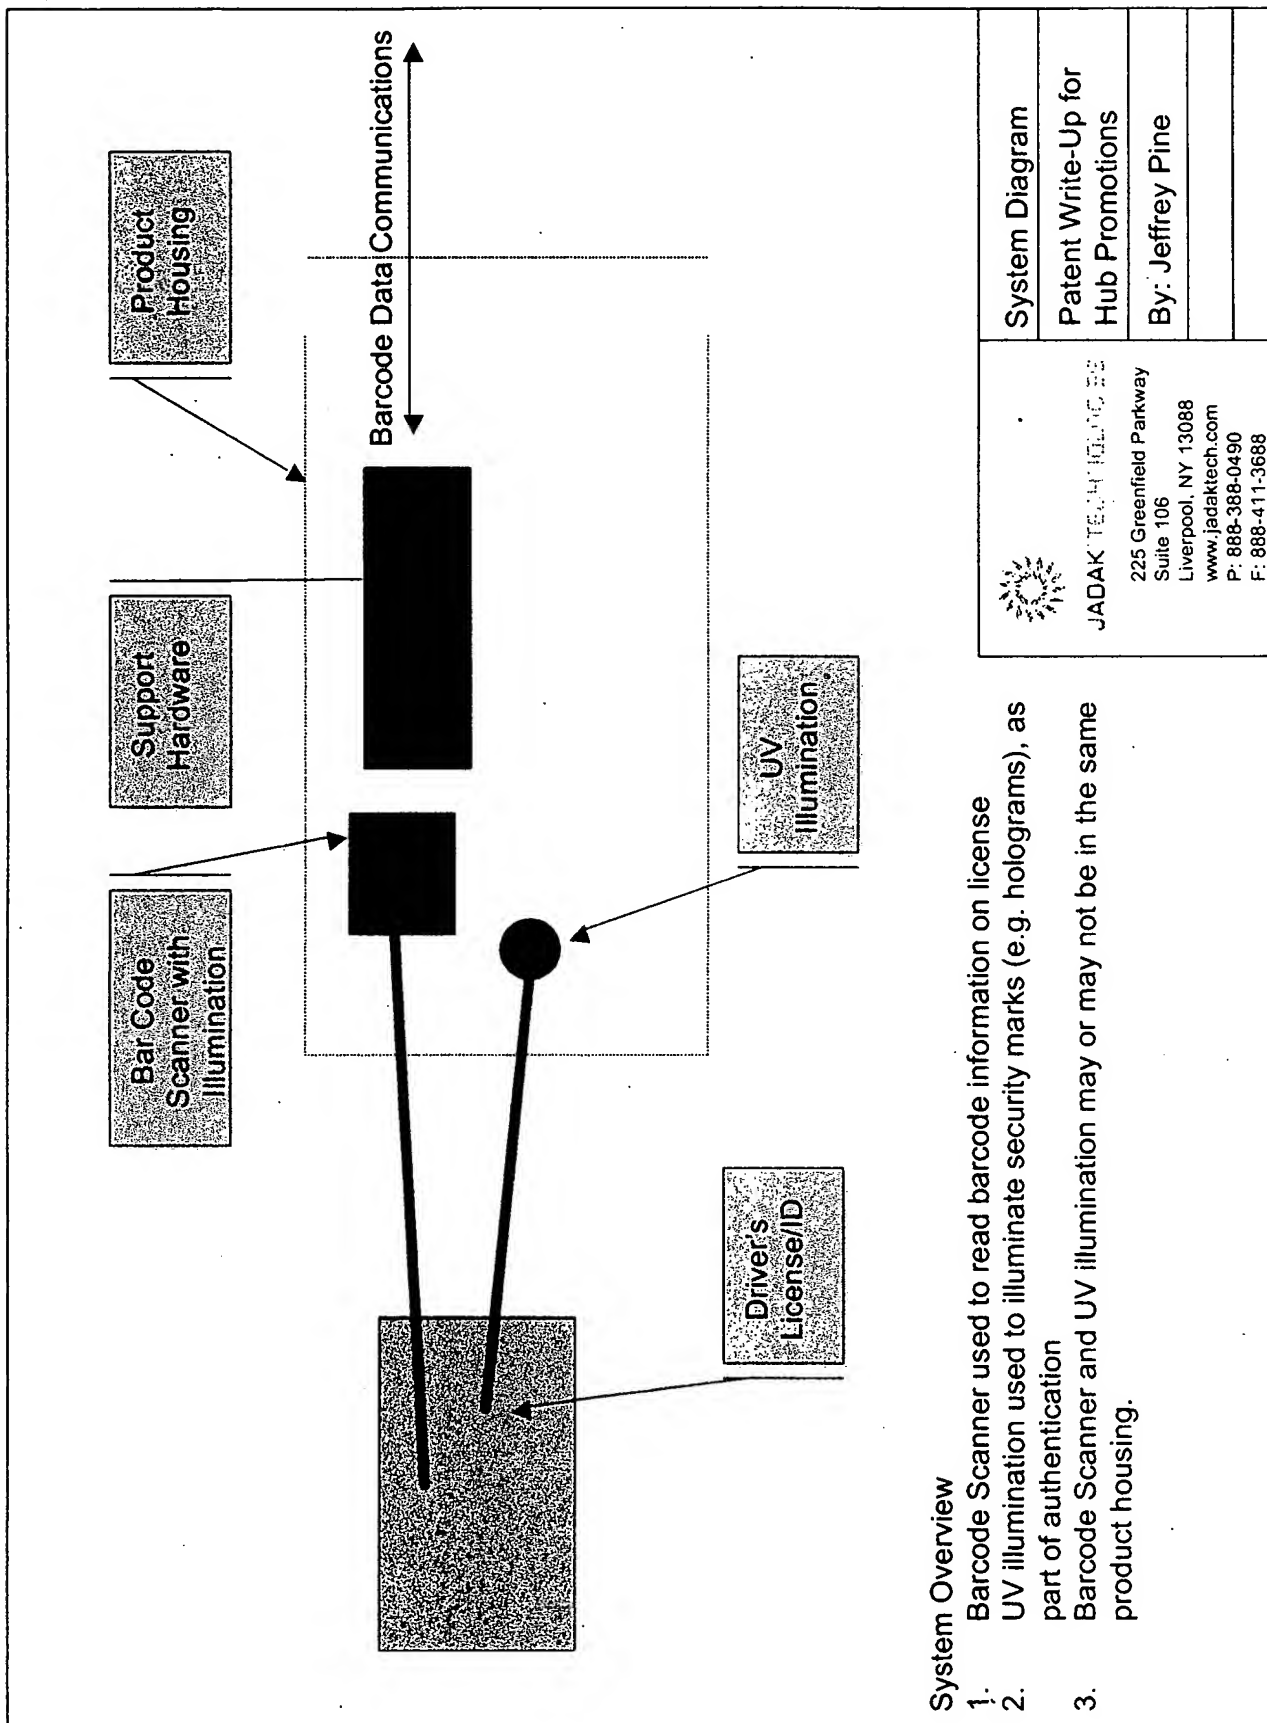 Bar Code
Scanner with
Illumination
Support
Hardware
Product
Housing
Barcode Data Communications
Driver's
License/ID
UV
Illumination
System Overview
1. Barcode Scanner used to read barcode information on license
2. UV illumination used to illuminate security marks (e.g. holograms), as
part of authentication
3. Barcode Scanner and UV illumination may or may not be in the same
product housing.
JADAK
225 Greenfield Parkway
Suite 106
Liverpool, NY 13088
www.jadaktech.com
P: 888-388-0490
F: 888-411-3688
System Diagram
Patent Write-Up for
Hub Promotions
By: Jeffrey Pine